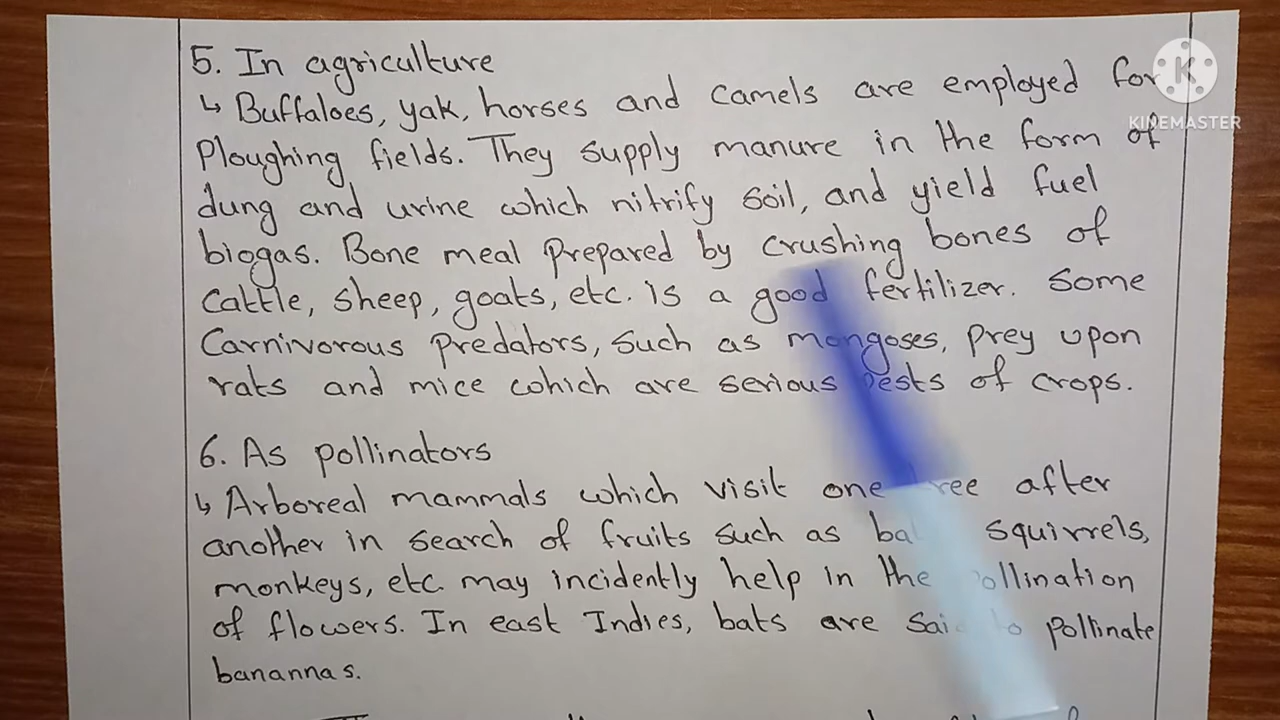 5. In agriculture
↳ Buffaloes, yak, horses and camels are employed for
Ploughing fields. They supply manure in the form of
dung and urine which nitrify soil, and yield fuel
biogas. Bone meal prepared by crushing bones of
Cattle, sheep, goats, etc. is a good fertilizer. Some
Carnivorous predators, such as mongoses, prey upon
rats and mice which are serious pests of crops.
6. As pollinators
↳ Arboreal mammals which visit one tree after
another in search of fruits such as squirrels,
monkeys, etc. may incidently help in the pollination
of flowers. In east Indies, bats are said to pollinate
banannas.
K
KINEMASTER